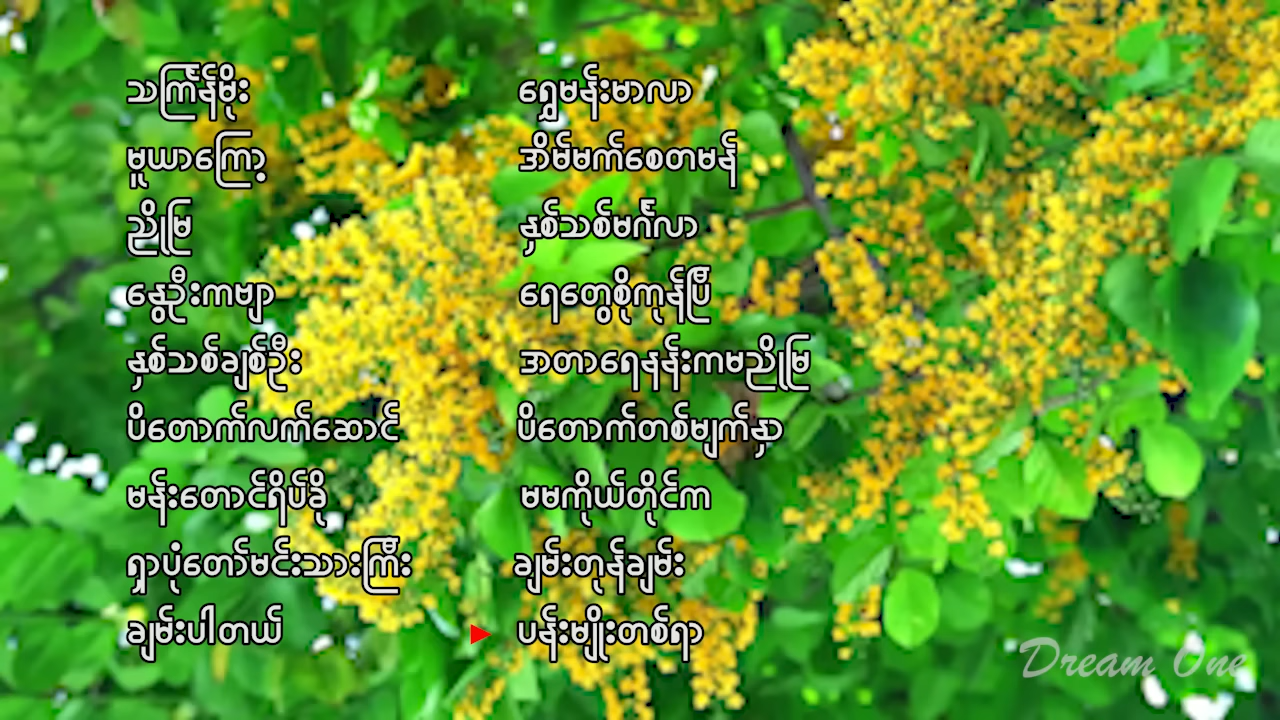 သင်္ကြန်မိုး
မူယာကြော့
ညိုမြ
နွေဦးကဗျာ
နှစ်သစ်ချစ်ဦး
ပိတောက်လက်ဆောင်
မန်းတောင်ရိပ်ခို
ရှာပုံတော်မင်းသားကြီး
ချမ်းပါတယ်
ရွှေမန်းမာလာ
အိမ်မက်စေတမန်
နှစ်သစ်မင်္ဂလာ
ရေတွေစိုကုန်ပြီ
အတာရေနန်းကမညိုမြ
ပိတောက်တစ်မျက်နှာ
မမကိုယ်တိုင်က
ချမ်းတုန်ချမ်း
ပန်းမျိုးတစ်ရာ
Dream One